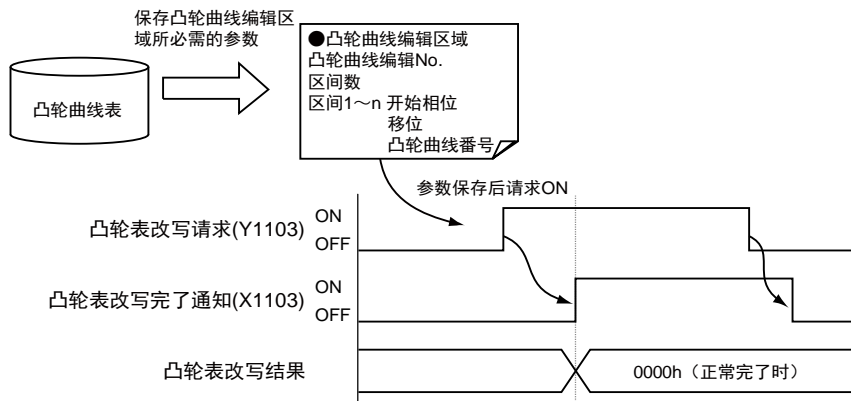 保存凸轮曲线编辑区
域所必需的参数
凸轮曲线表
●凸轮曲线编辑区域
凸轮曲线编辑No.
区间数
区间1～n 开始相位
移位
凸轮曲线番号
参数保存后请求ON
凸轮表改写请求(Y1103)
ON
OFF
凸轮表改写完了通知(X1103)
ON
OFF
凸轮表改写结果
0000h（正常完了时）